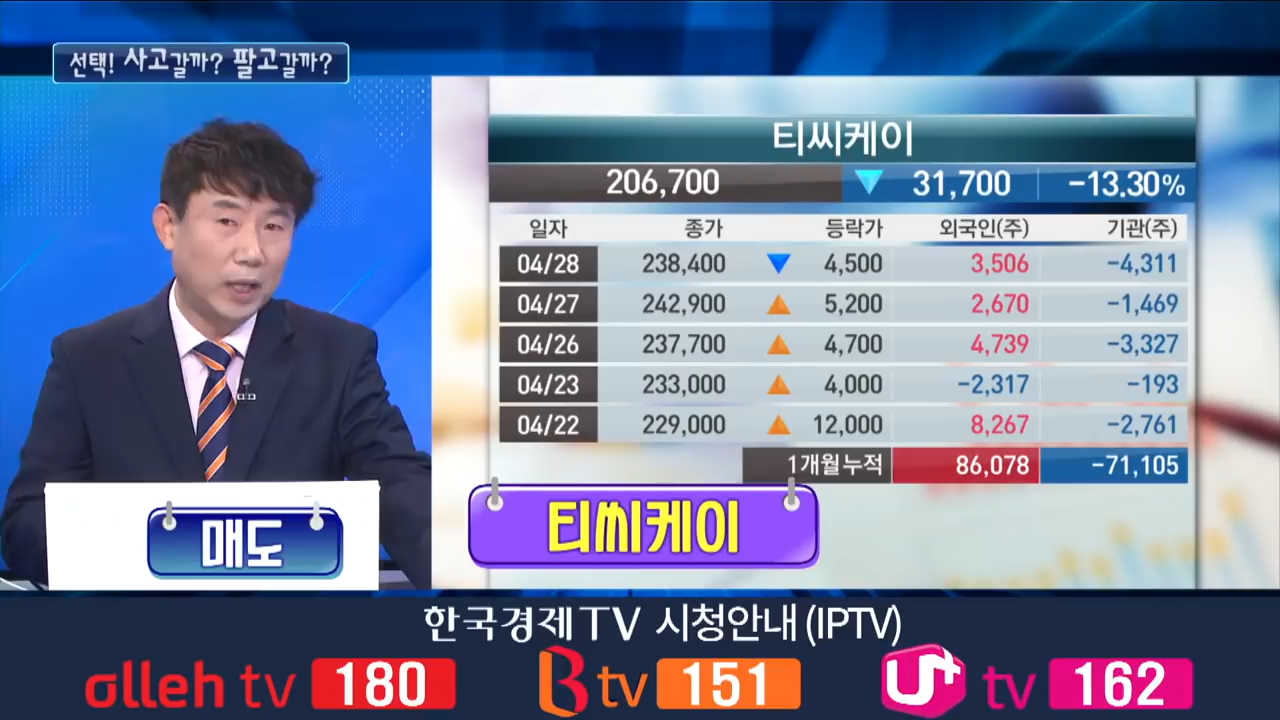 선택! 사고갈까? 팔고갈까?
티씨케이
206,700 ▼ 31,700 -13.30%
일자 종가 등락가 외국인(주) 기관(주)
04/28 238,400 ▼ 4,500 3,506 -4,311
04/27 242,900 ▲ 5,200 2,670 -1,469
04/26 237,700 ▲ 4,700 4,739 -3,327
04/23 233,000 ▲ 4,000 -2,317 -193
04/22 229,000 ▲ 12,000 8,267 -2,761
1개월누적 86,078 -71,105
매도
티씨케이
한국경제TV 시청안내(IPTV)
olleh tv 180 B tv 151 U+ tv 162